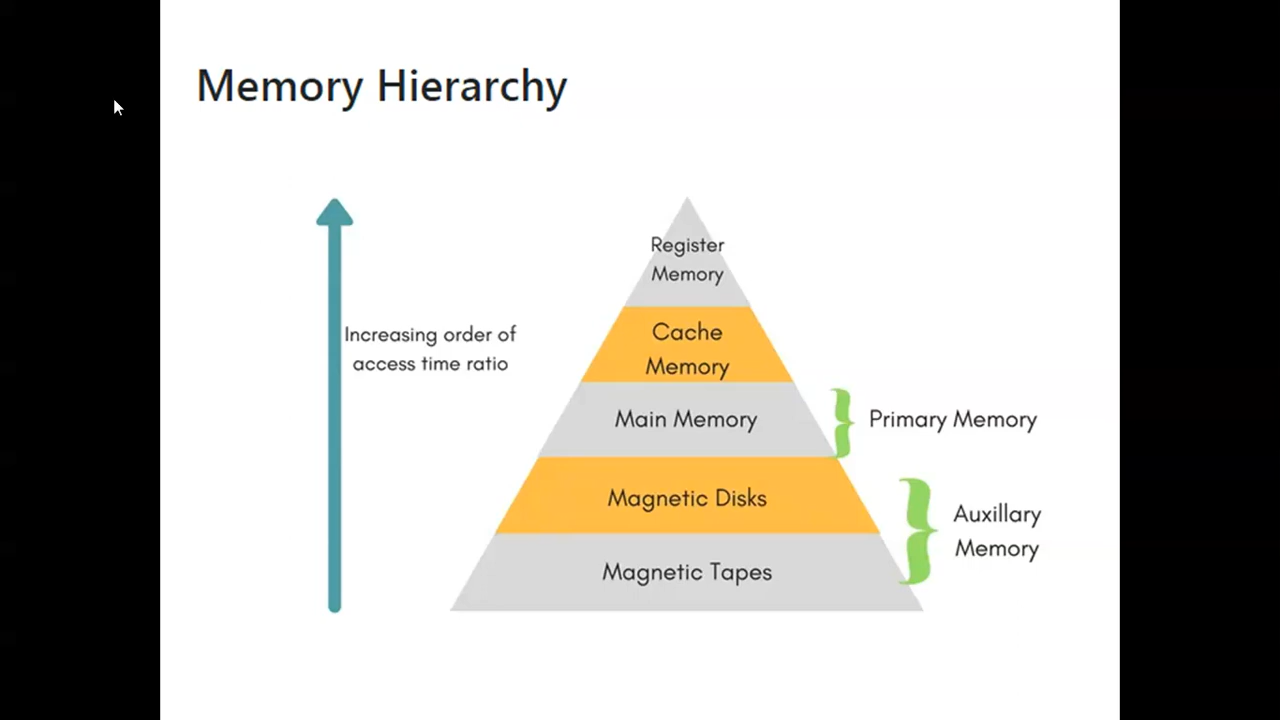 Memory Hierarchy
Increasing order of
access time ratio
Register
Memory
Cache
Memory
Main Memory
Primary Memory
Magnetic Disks
Magnetic Tapes
Auxillary
Memory